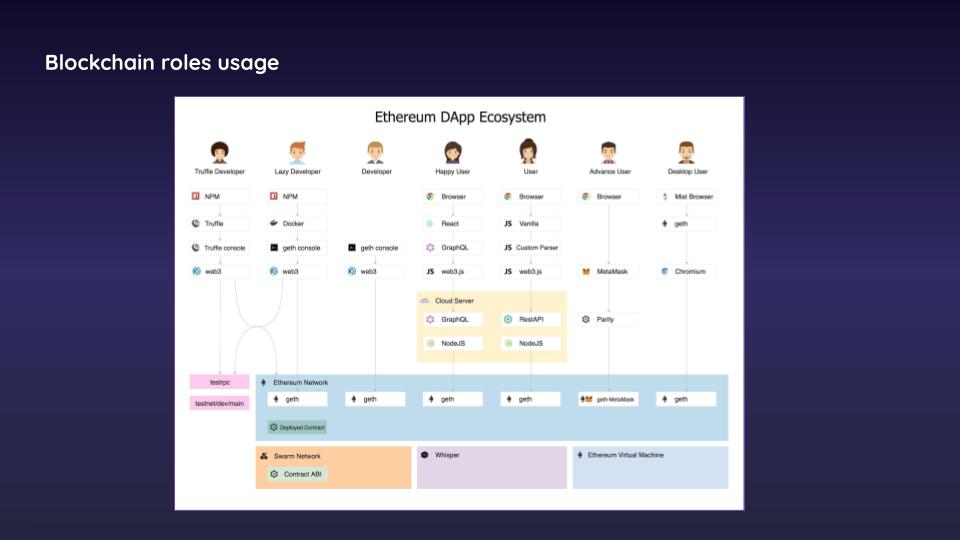 Blockchain roles usage
Ethereum DApp Ecosystem
Truffle Developer
Lazy Developer
Developer
Happy User
User
Advance User
Desktop User
NPM
NPM
Browser
Browser
Browser
Mist Browser
Truffle
Docker
React
JS Vanilla
geth
Truffle console
geth console
geth console
GraphQL
JS Custom Parser
web3
web3
web3
JS web3.js
JS web3.js
MetaMask
Chromium
Cloud Server
GraphQL
RestAPI
Parity
NodeJS
NodeJS
testrpc
Ethereum Network
testnet/dev/main
geth
geth
geth
geth
geth-MetaMask
geth
Deployed Contract
Swarm Network
Whisper
Ethereum Virtual Machine
Contract ABI